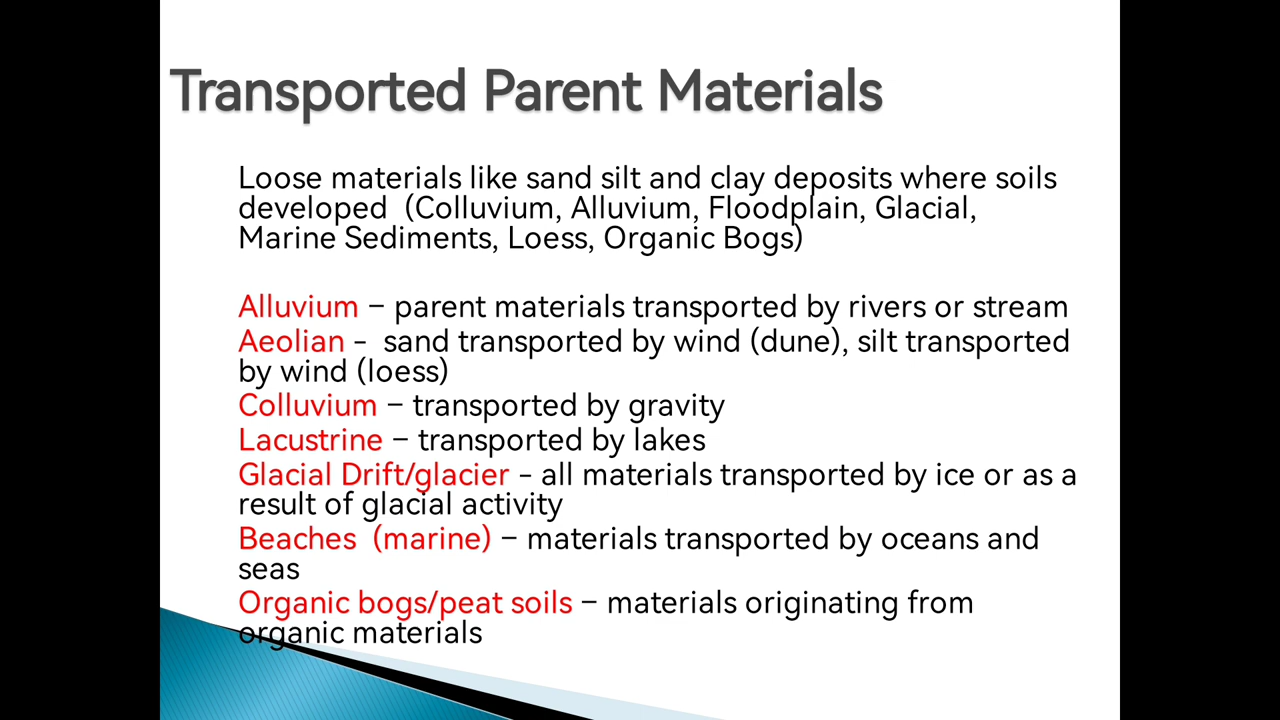 Transported Parent Materials
Loose materials like sand silt and clay deposits where soils
developed  (Colluvium, Alluvium, Floodplain, Glacial,
Marine Sediments, Loess, Organic Bogs)
Alluvium – parent materials transported by rivers or stream
Aeolian -  sand transported by wind (dune), silt transported
by wind (loess)
Colluvium – transported by gravity
Lacustrine – transported by lakes
Glacial Drift/glacier - all materials transported by ice or as a
result of glacial activity
Beaches  (marine) – materials transported by oceans and
seas
Organic bogs/peat soils – materials originating from
organic materials